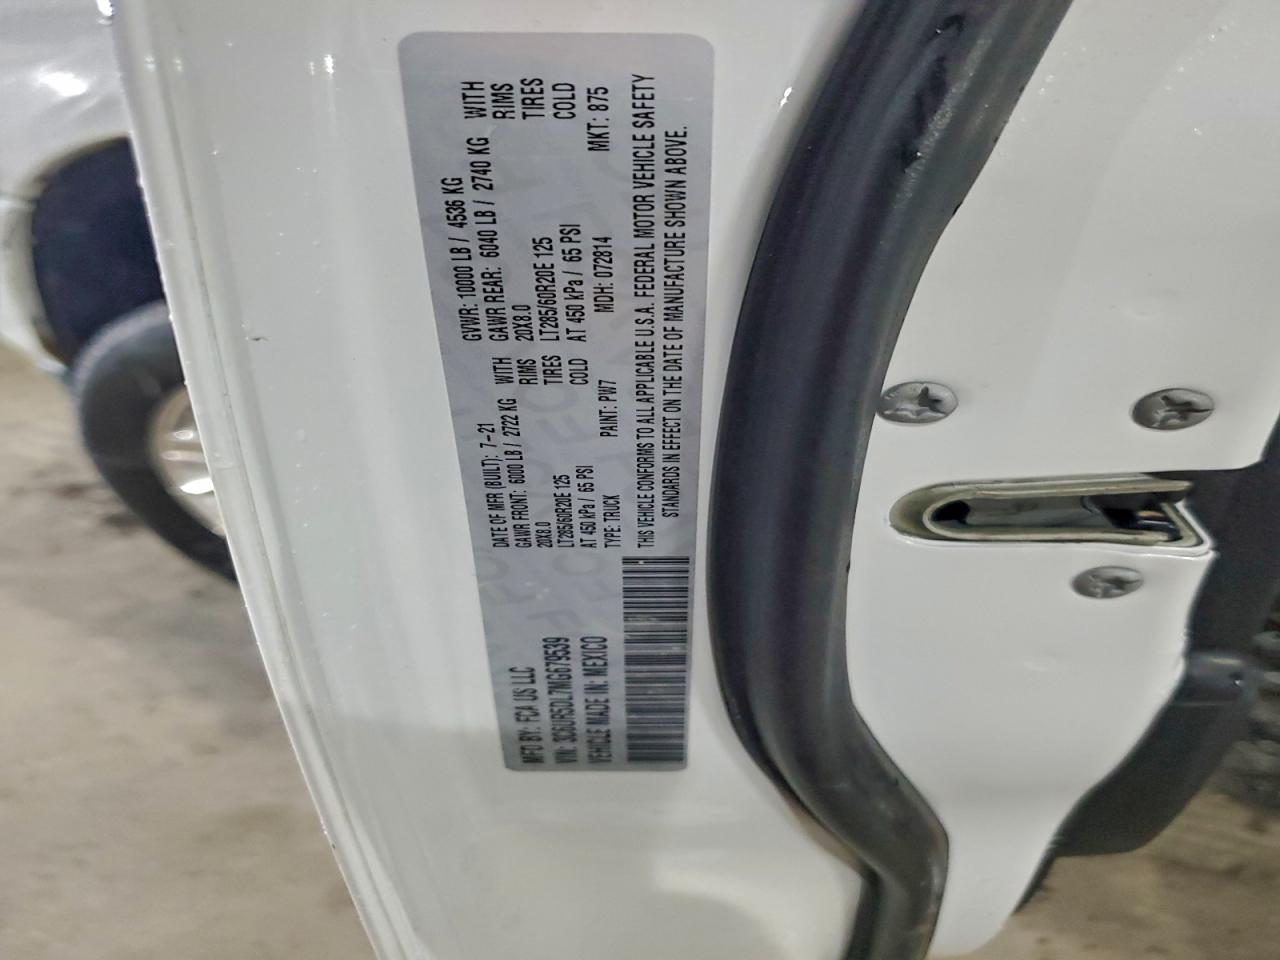 MFD BY: FCA US LLC
VIN: 3C6UR5DL7MG679539
VEHICLE MADE IN: MEXICO
DATE OF MFR (BUILT): 7-21 GVWR: 10000 LB / 4536 KG
GAWR FRONT: 6000 LB / 2722 KG WITH GAWR REAR: 6040 LB / 2740 KG WITH
20X8.0 RIMS 20X8.0 RIMS
LT285/60R20E 125 TIRES LT285/60R20E 125 TIRES
AT 450 kPa / 65 PSI COLD AT 450 kPa / 65 PSI COLD
TYPE: TRUCK PAINT: PW7 MDH: 072814 MKT: 875
THIS VEHICLE CONFORMS TO ALL APPLICABLE U.S.A. FEDERAL MOTOR VEHICLE SAFETY
STANDARDS IN EFFECT ON THE DATE OF MANUFACTURE SHOWN ABOVE.